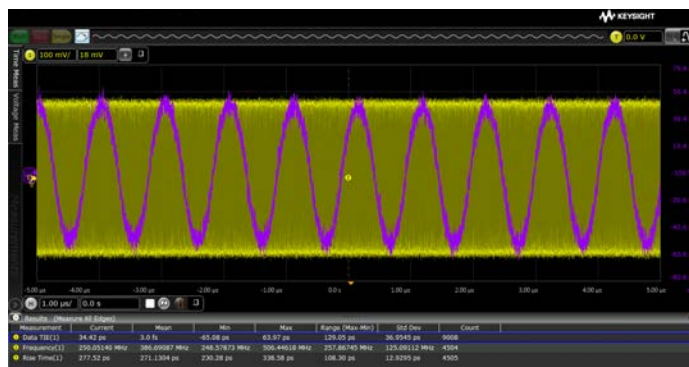 KEYSIGHT
100 mV/ 18 mV
T 0.0 V
Time Meas
Voltage Meas
-5.00 µs -4.00 µs -3.00 µs -2.00 µs -1.00 µs 0.0 s 1.00 µs 2.00 µs 3.00 µs 4.00 µs 5.00 µs
H 1.00 µs/ 0.0 s
Results (Measure All Edges)
Measurement Current Mean Min Max Range (Max-Min) Std Dev Count
Data TIE(1) 34.42 ps 3.0 fs -65.08 ps 63.97 ps 129.05 ps 36.9545 ps 9008
Frequency(1) 250.05140 MHz 386.69087 MHz 248.57873 MHz 506.44618 MHz 257.86745 MHz 125.09112 MHz 4504
Rise Time(1) 277.52 ps 271.1304 ps 230.28 ps 338.58 ps 108.30 ps 12.9295 ps 4505